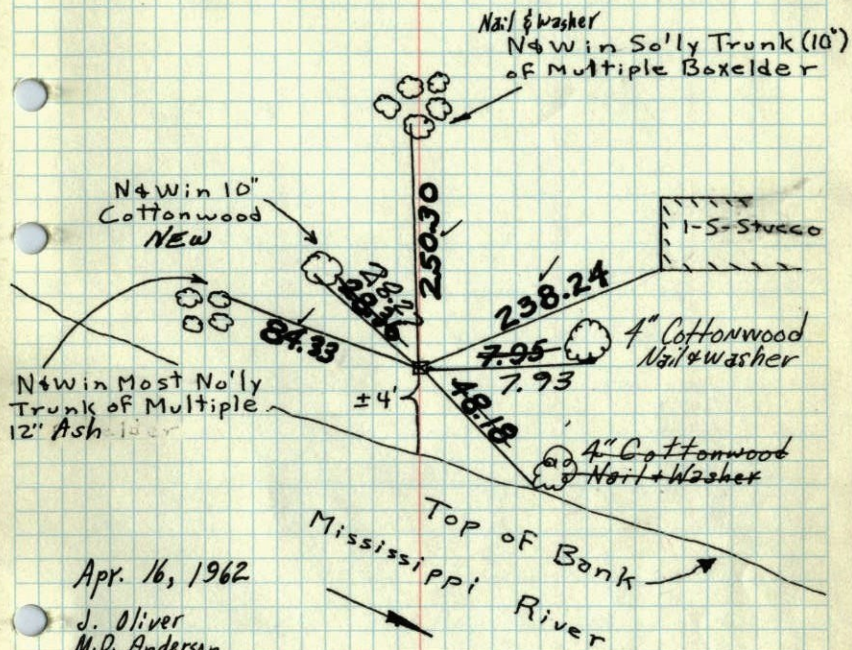 Nail & Washer
N&W in So'ly Trunk (10")
of Multiple Boxelder
N&W in 10"
Cottonwood
NEW
250.30
1-S-Stucco
28.27
28.36
238.24
84.33
7.95
7.93
4" Cottonwood
Nail & Washer
N&W in Most No'ly
Trunk of Multiple
12" Ash
±4'
48.18
4" Cottonwood
Nail & Washer
Top of Bank
Mississippi River
Apr. 16, 1962
J. Oliver
M.D. Anderson